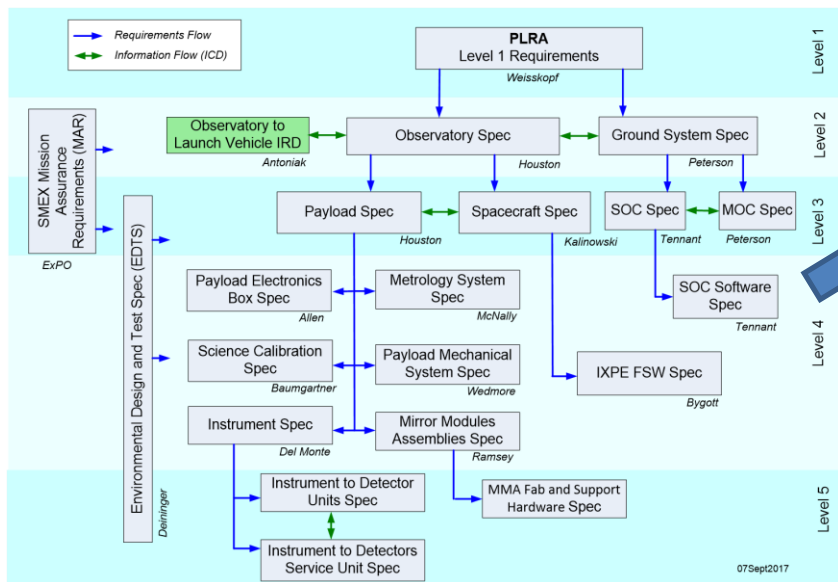 Requirements Flow
Information Flow (ICD)
PLRA
Level 1 Requirements
Weisskopf
Level 1
SMEX Mission
Assurance
Requirements (MAR)
ExPO
Observatory to
Launch Vehicle IRD
Antoniak
Observatory Spec
Houston
Ground System Spec
Peterson
Level 2
Environmental Design and Test Spec (EDTS)
Deininger
Payload Spec
Houston
Spacecraft Spec
Kalinowski
SOC Spec
Tennant
MOC Spec
Peterson
Level 3
Payload Electronics
Box Spec
Allen
Metrology System
Spec
McNally
SOC Software
Spec
Tennant
Science Calibration
Spec
Baumgartner
Payload Mechanical
System Spec
Wedmore
IXPE FSW Spec
Bygott
Level 4
Instrument Spec
Del Monte
Mirror Modules
Assemblies Spec
Ramsey
Instrument to Detector
Units Spec
MMA Fab and Support
Hardware Spec
Level 5
Instrument to Detectors
Service Unit Spec
07Sept2017